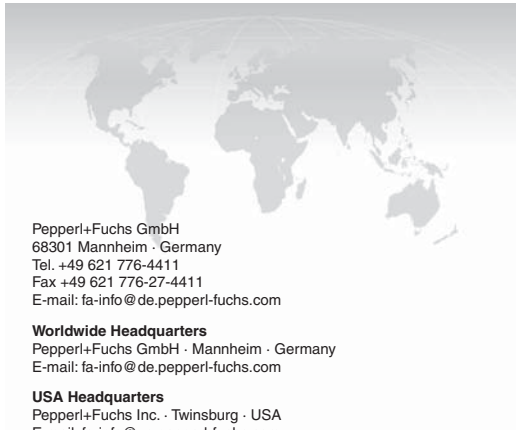 Pepperl+Fuchs GmbH
68301 Mannheim · Germany
Tel. +49 621 776-4411
Fax +49 621 776-27-4411
E-mail: fa-info@de.pepperl-fuchs.com
Worldwide Headquarters
Pepperl+Fuchs GmbH · Mannheim · Germany
E-mail: fa-info@de.pepperl-fuchs.com
USA Headquarters
Pepperl+Fuchs Inc. · Twinsburg · USA